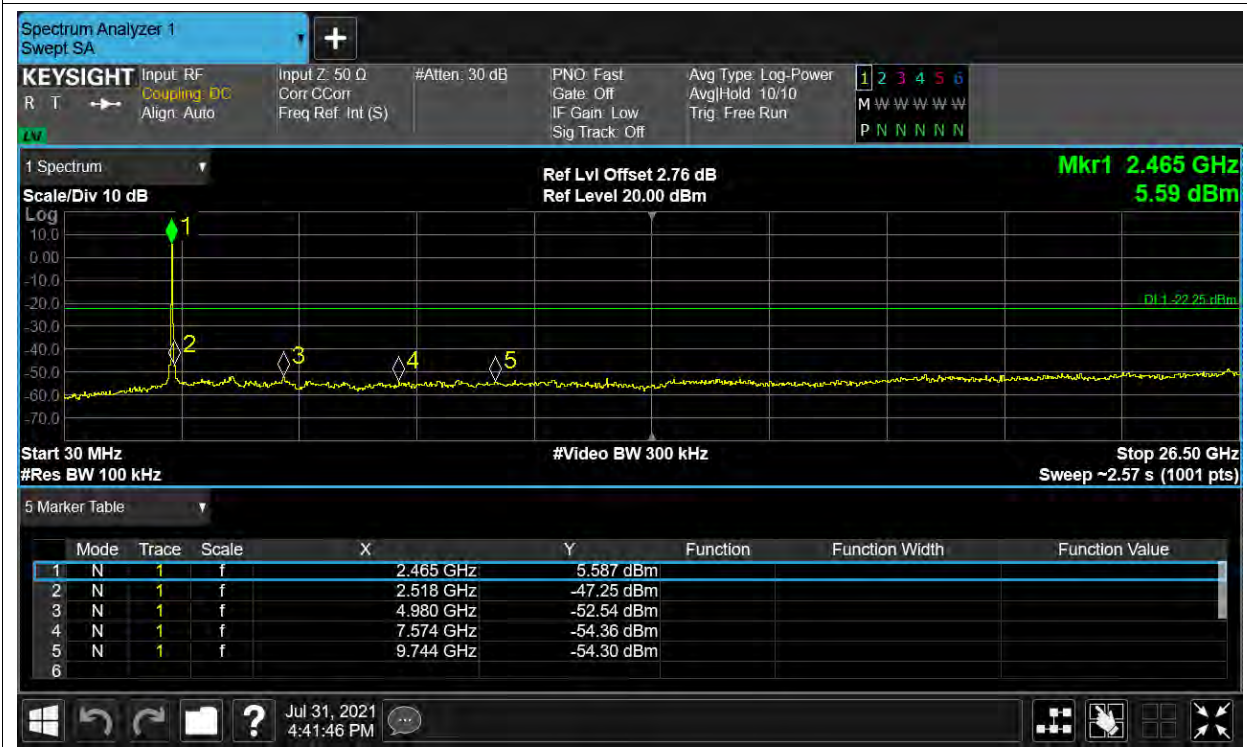 Spectrum Analyzer 1
Swept SA
+
KEYSIGHT Input: RF Input Z: 50 Ω #Atten: 30 dB PNO: Fast Avg Type: Log-Power 1 2 3 4 5 6
R T Coupling: DC Corr CCorr Gate: Off Avg|Hold: 10/10 M W W W W W
Align: Auto Freq Ref: Int (S) IF Gain: Low Trig: Free Run
LXI Sig Track: Off P N N N N N
1 Spectrum Ref Lvl Offset 2.76 dB Mkr1 2.465 GHz
Scale/Div 10 dB Ref Level 20.00 dBm 5.59 dBm
Log
10.0 1
0.00
-10.0
-20.0 DL1 -22.25 dBm
-30.0
-40.0 2 3 4 5
-50.0
-60.0
-70.0
Start 30 MHz #Video BW 300 kHz Stop 26.50 GHz
#Res BW 100 kHz Sweep ~2.57 s (1001 pts)
5 Marker Table
Mode Trace Scale X Y Function Function Width Function Value
1 N 1 f 2.465 GHz 5.587 dBm
2 N 1 f 2.518 GHz -47.25 dBm
3 N 1 f 4.980 GHz -52.54 dBm
4 N 1 f 7.574 GHz -54.36 dBm
5 N 1 f 9.744 GHz -54.30 dBm
6
? Jul 31, 2021
4:41:46 PM